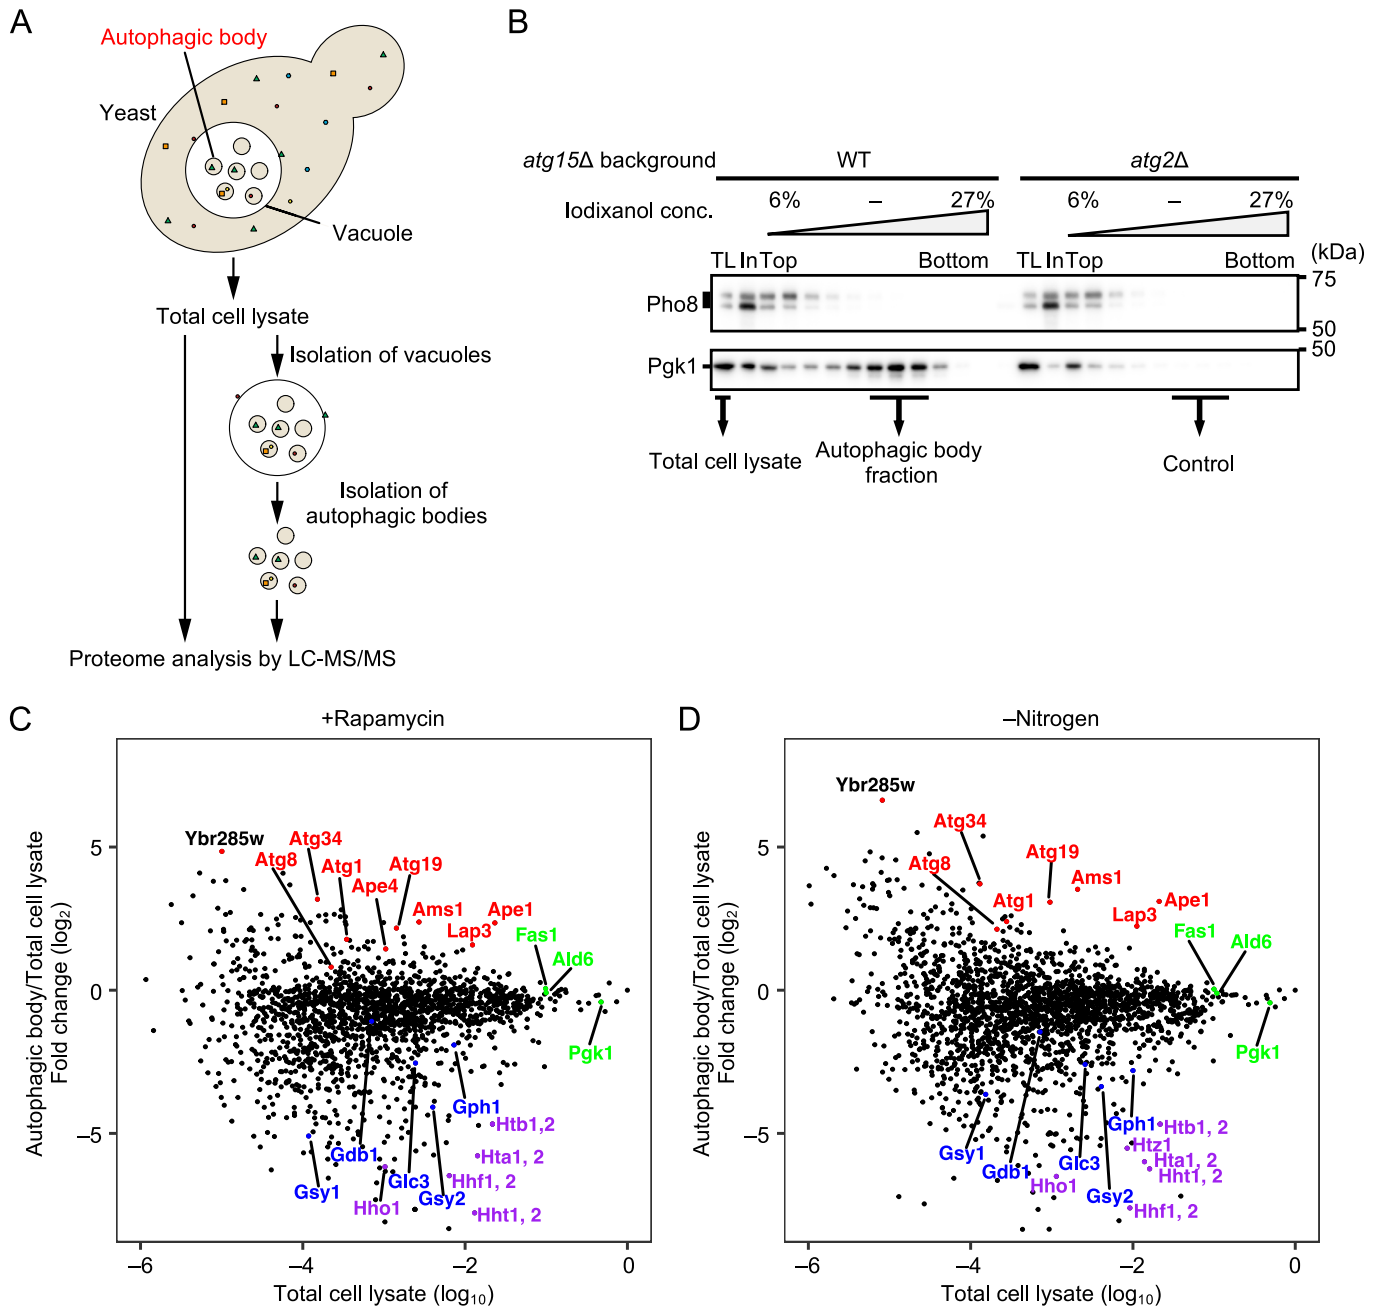 A
Autophagic body
Yeast
Vacuole
Total cell lysate
Isolation of vacuoles
Isolation of
autophagic bodies
Proteome analysis by LC-MS/MS
B
atg15Δ background WT atg2Δ
Iodixanol conc. 6% – 27% 6% – 27%
TL In Top Bottom TL In Top Bottom (kDa)
Pho8 75
50
Pgk1 50
Total cell lysate
Autophagic body
fraction
Control
C
+Rapamycin
Autophagic body/Total cell lysate
Fold change (log2)
5
0
–5
–6 –4 –2 0
Total cell lysate (log10)
Ybr285w
Atg34
Atg8
Atg1
Atg19
Ape4
Ams1
Ape1
Lap3
Fas1
Ald6
Pgk1
Gph1
Htb1,2
Gdb1
Hta1, 2
Glc3
Hhf1, 2
Gsy1
Gsy2
Hho1
Hht1, 2
D
–Nitrogen
Autophagic body/Total cell lysate
Fold change (log2)
5
0
–5
–6 –4 –2 0
Total cell lysate (log10)
Ybr285w
Atg34
Atg19
Atg8
Ams1
Atg1
Ape1
Lap3
Fas1
Ald6
Pgk1
Gph1
Htb1, 2
Htz1
Gsy1
Hta1, 2
Glc3
Gdb1
Hht1, 2
Hho1
Gsy2
Hhf1, 2